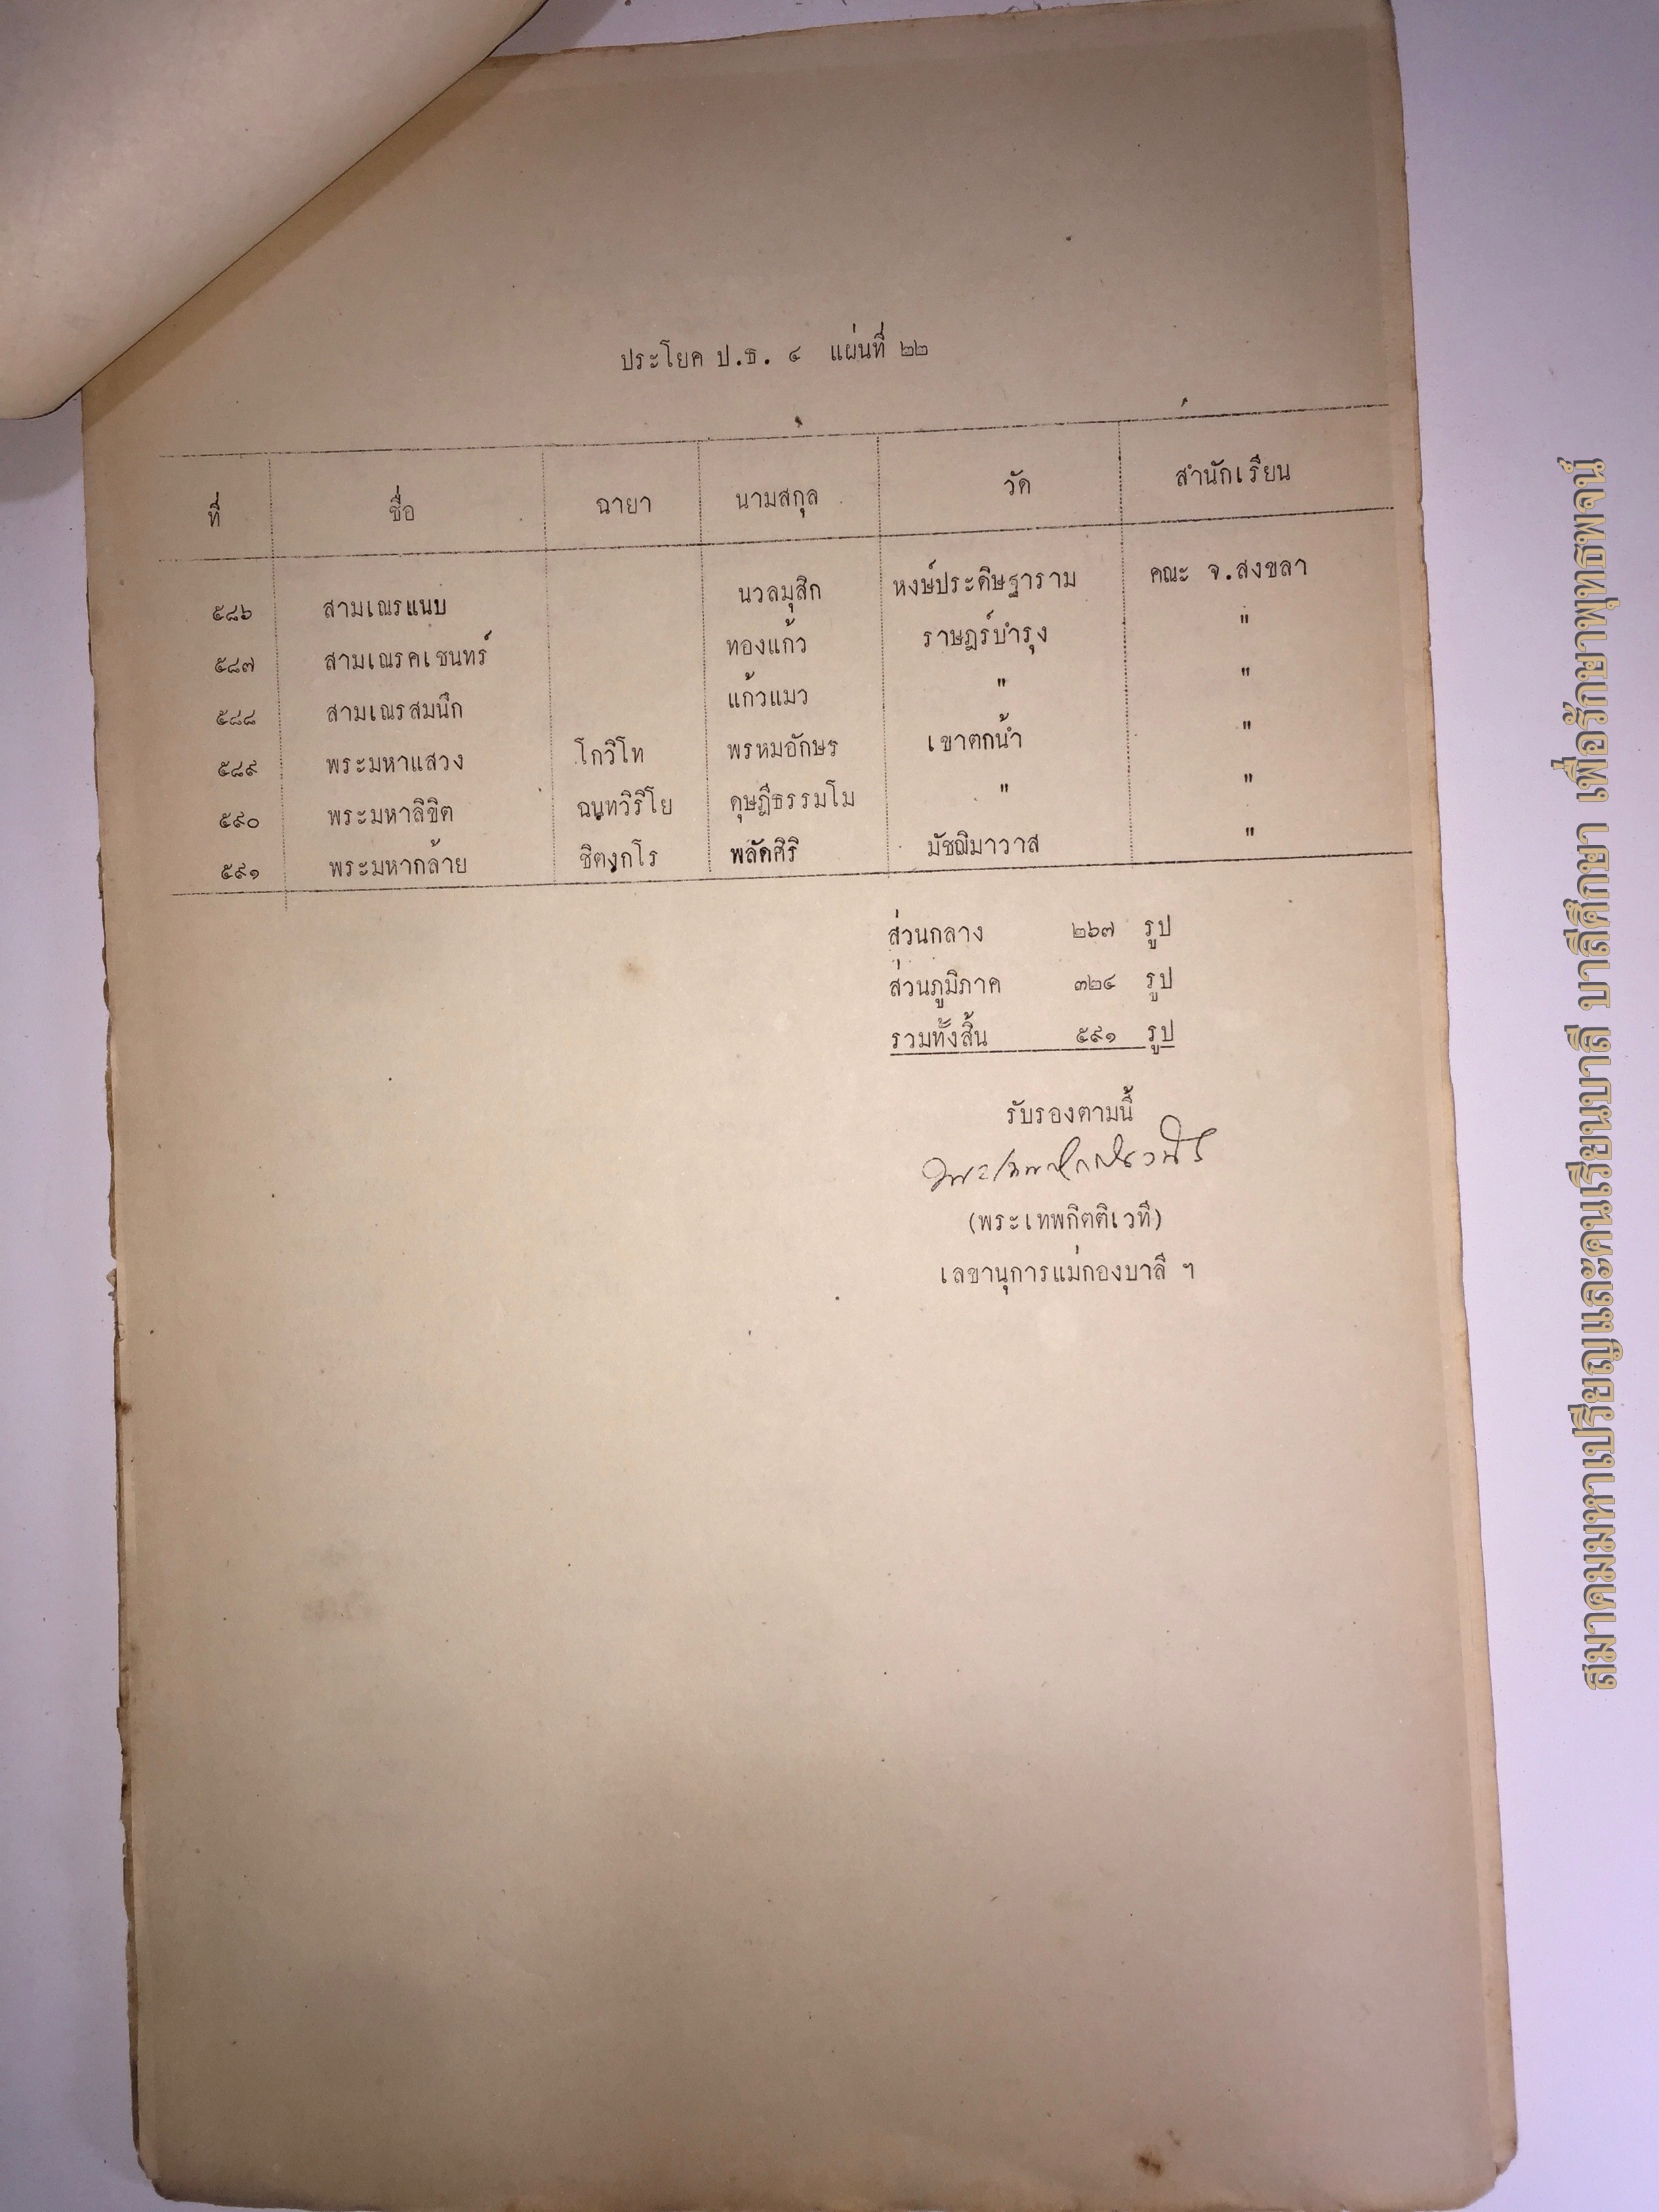 ประโยค ป.ธ. ๔ แผ่นที่ ๒๒
ที่ ชื่อ ฉายา นามสกุล วัด สำนักเรียน
๕๘๖ สามเณรแนบ นวลมุสิก หงษ์ประดิษฐาราม คณะ จ.สงขลา
๕๘๗ สามเณรคเชนทร์ ทองแก้ว ราษฎร์บำรุง "
๕๘๘ สามเณรสมนึก แก้วแมว " "
๕๘๙ พระมหาแสวง โกวิโท พรหมอักษร เขาตกน้ำ "
๕๙๐ พระมหาลิขิต ฉนฺทวิริโย ดุษฎีธรรมโม " "
๕๙๑ พระมหากล้าย ชิตงฺกโร พลัดศิริ มัชฌิมาวาส "
ส่วนกลาง ๒๖๗ รูป
ส่วนภูมิภาค ๓๒๔ รูป
รวมทั้งสิ้น ๕๙๑ รูป
รับรองตามนี้
(พระเทพกิตติเวที)
เลขานุการแม่กองบาลี ฯ
สมาคมมหาเปรียญและคนเรียนบาลี บาลีศึกษา เพื่อรักษาพุทธพจน์